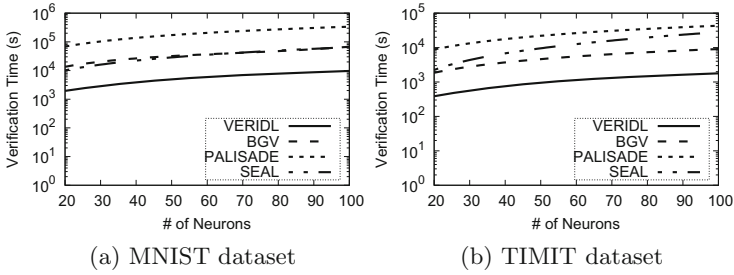 Verification Time (s)
10^6
10^5
10^4
10^3
10^2
10^1
10^0
VERIDL
BGV
PALISADE
SEAL
20 30 40 50 60 70 80 90 100
# of Neurons
(a) MNIST dataset
Verification Time (s)
10^5
10^4
10^3
10^2
10^1
10^0
VERIDL
BGV
PALISADE
SEAL
20 30 40 50 60 70 80 90 100
# of Neurons
(b) TIMIT dataset